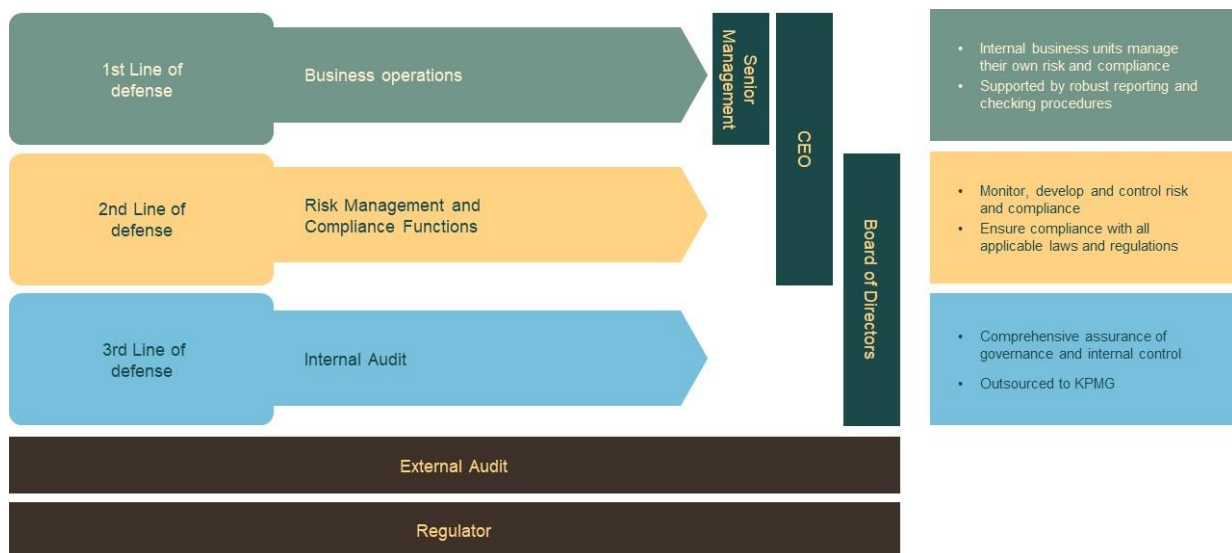 1st Line of
defense
Business operations
Senior
Management
CEO
• Internal business units manage
their own risk and compliance
• Supported by robust reporting and
checking procedures
2nd Line of
defense
Risk Management and
Compliance Functions
Board of Directors
• Monitor, develop and control risk
and compliance
• Ensure compliance with all
applicable laws and regulations
3rd Line of
defense
Internal Audit
• Comprehensive assurance of
governance and internal control
• Outsourced to KPMG
External Audit
Regulator